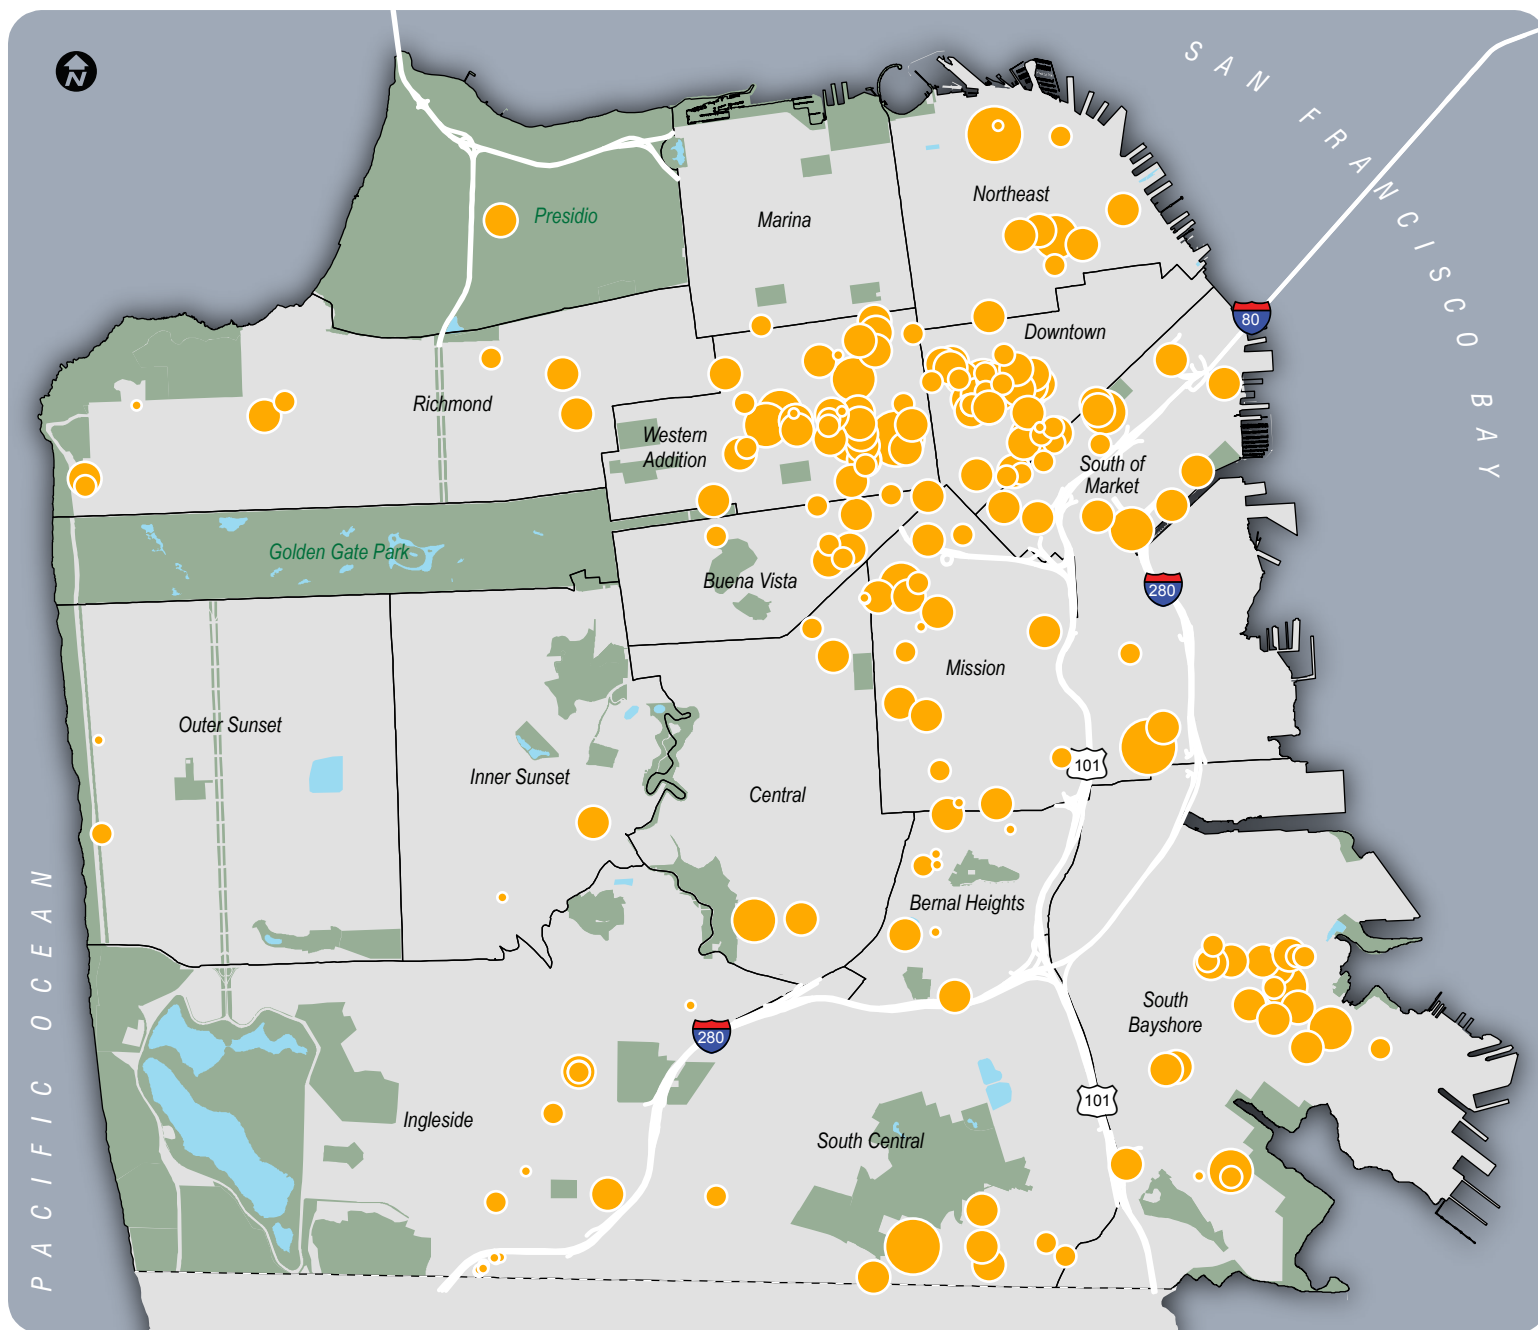 N
SAN FRANCISCO BAY
Presidio
Marina
Northeast
Downtown
80
Richmond
Western
Addition
South of
Market
Golden Gate Park
Buena Vista
280
Mission
Outer Sunset
Inner Sunset
Central
101
Bernal Heights
PACIFIC OCEAN
South
Bayshore
280
Ingleside
South Central
101